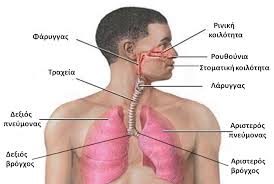 Φάρυγγας
Ρινική
κοιλότητα
Ρουθούνια
Στοματική κοιλότητα
Τραχεία
Λάρυγγας
Δεξιός
πνεύμονας
Αριστερός
πνεύμονας
Δεξιός
βρόγχος
Αριστερός
βρόγχος